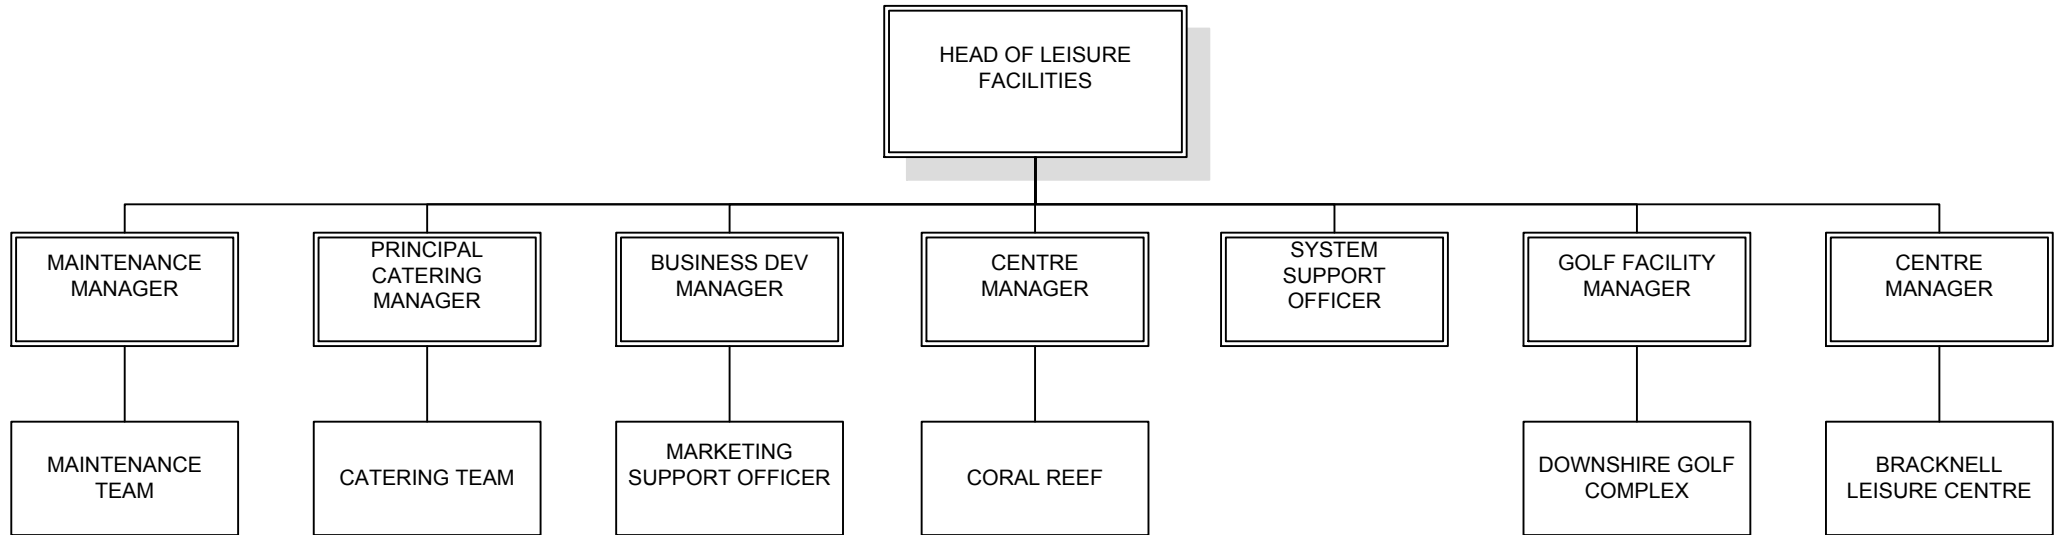 HEAD OF LEISURE
FACILITIES
MAINTENANCE
MANAGER
PRINCIPAL
CATERING
MANAGER
BUSINESS DEV
MANAGER
CENTRE
MANAGER
SYSTEM
SUPPORT
OFFICER
GOLF FACILITY
MANAGER
CENTRE
MANAGER
MAINTENANCE
TEAM
CATERING TEAM
MARKETING
SUPPORT OFFICER
CORAL REEF
DOWNSHIRE GOLF
COMPLEX
BRACKNELL
LEISURE CENTRE